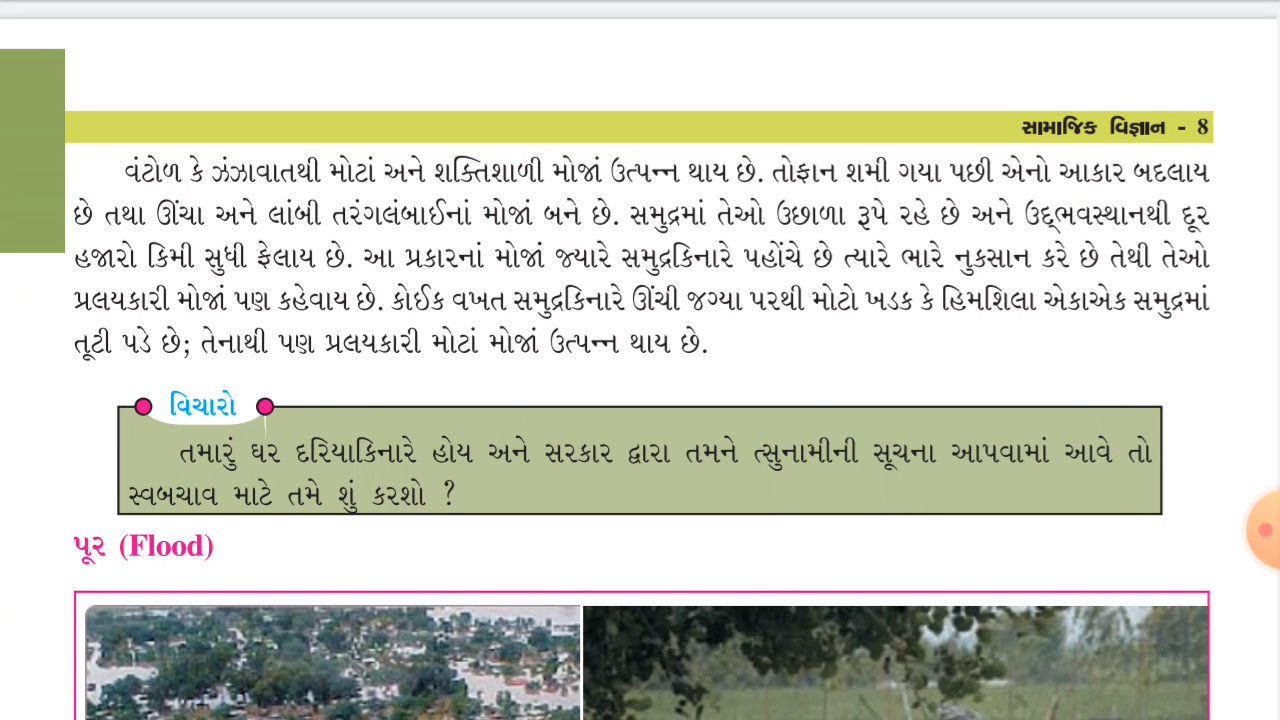 સામાજિક વિજ્ઞાન - 8
વંટોળ કે ઝંઝાવાતથી મોટાં અને શક્તિશાળી મોજાં ઉત્પન્ન થાય છે. તોફાન શમી ગયા પછી એનો આકાર બદલાય
છે તથા ઊંચા અને લાંબી તરંગલંબાઈનાં મોજાં બને છે. સમુદ્રમાં તેઓ ઉછાળા રૂપે રહે છે અને ઉદ્ભવસ્થાનથી દૂર
હજારો કિમી સુધી ફેલાય છે. આ પ્રકારનાં મોજાં જ્યારે સમુદ્રકિનારે પહોંચે છે ત્યારે ભારે નુકસાન કરે છે તેથી તેઓ
પ્રલયકારી મોજાં પણ કહેવાય છે. કોઈક વખત સમુદ્રકિનારે ઊંચી જગ્યા પરથી મોટો ખડક કે હિમશિલા એકાએક સમુદ્રમાં
તૂટી પડે છે; તેનાથી પણ પ્રલયકારી મોટાં મોજાં ઉત્પન્ન થાય છે.
વિચારો
તમારું ઘર દરિયાકિનારે હોય અને સરકાર દ્વારા તમને ત્સુનામીની સૂચના આપવામાં આવે તો
સ્વબચાવ માટે તમે શું કરશો ?
પૂર (Flood)